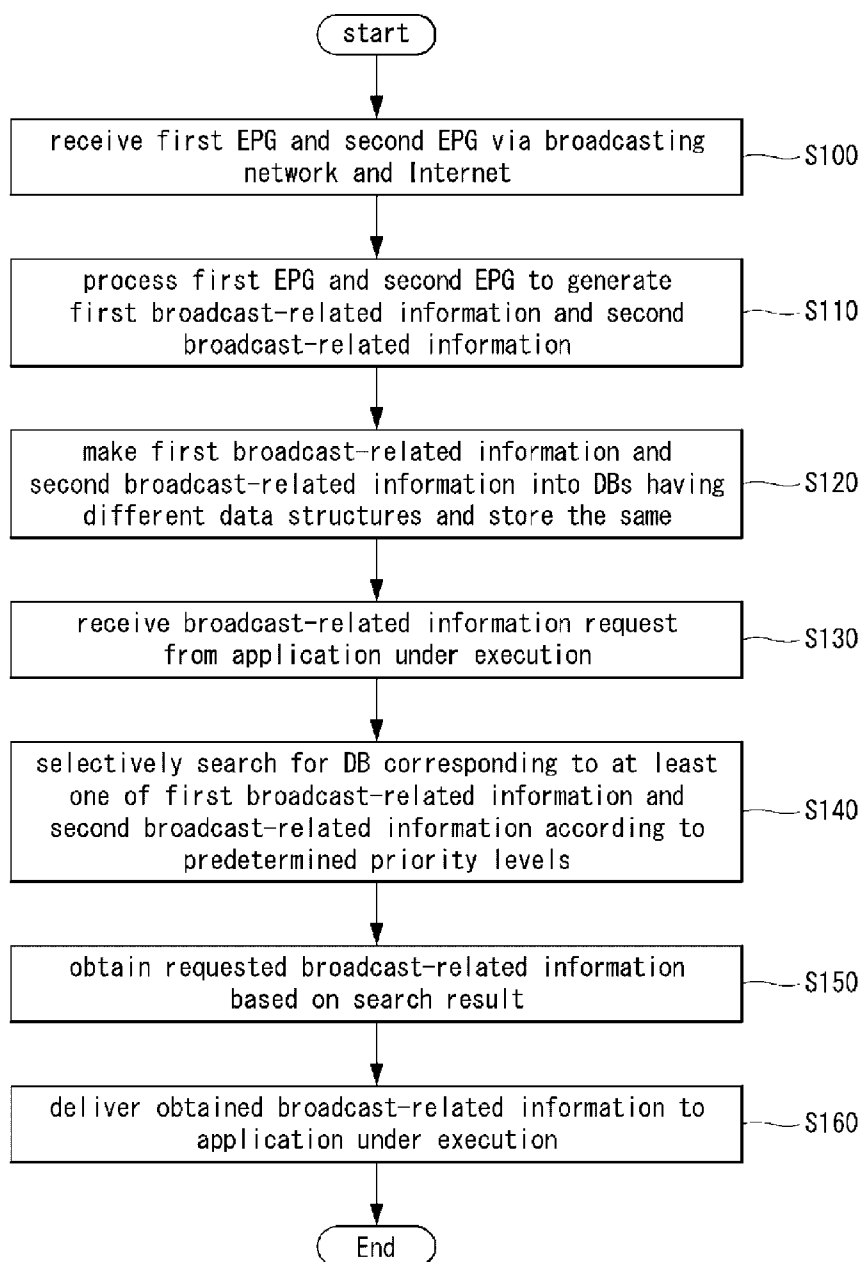 start
receive first EPG and second EPG via broadcasting
network and Internet
S100
process first EPG and second EPG to generate
first broadcast-related information and second
broadcast-related information
S110
make first broadcast-related information and
second broadcast-related information into DBs having
different data structures and store the same
S120
receive broadcast-related information request
from application under execution
S130
selectively search for DB corresponding to at least
one of first broadcast-related information and
second broadcast-related information according to
predetermined priority levels
S140
obtain requested broadcast-related information
based on search result
S150
deliver obtained broadcast-related information to
application under execution
S160
End